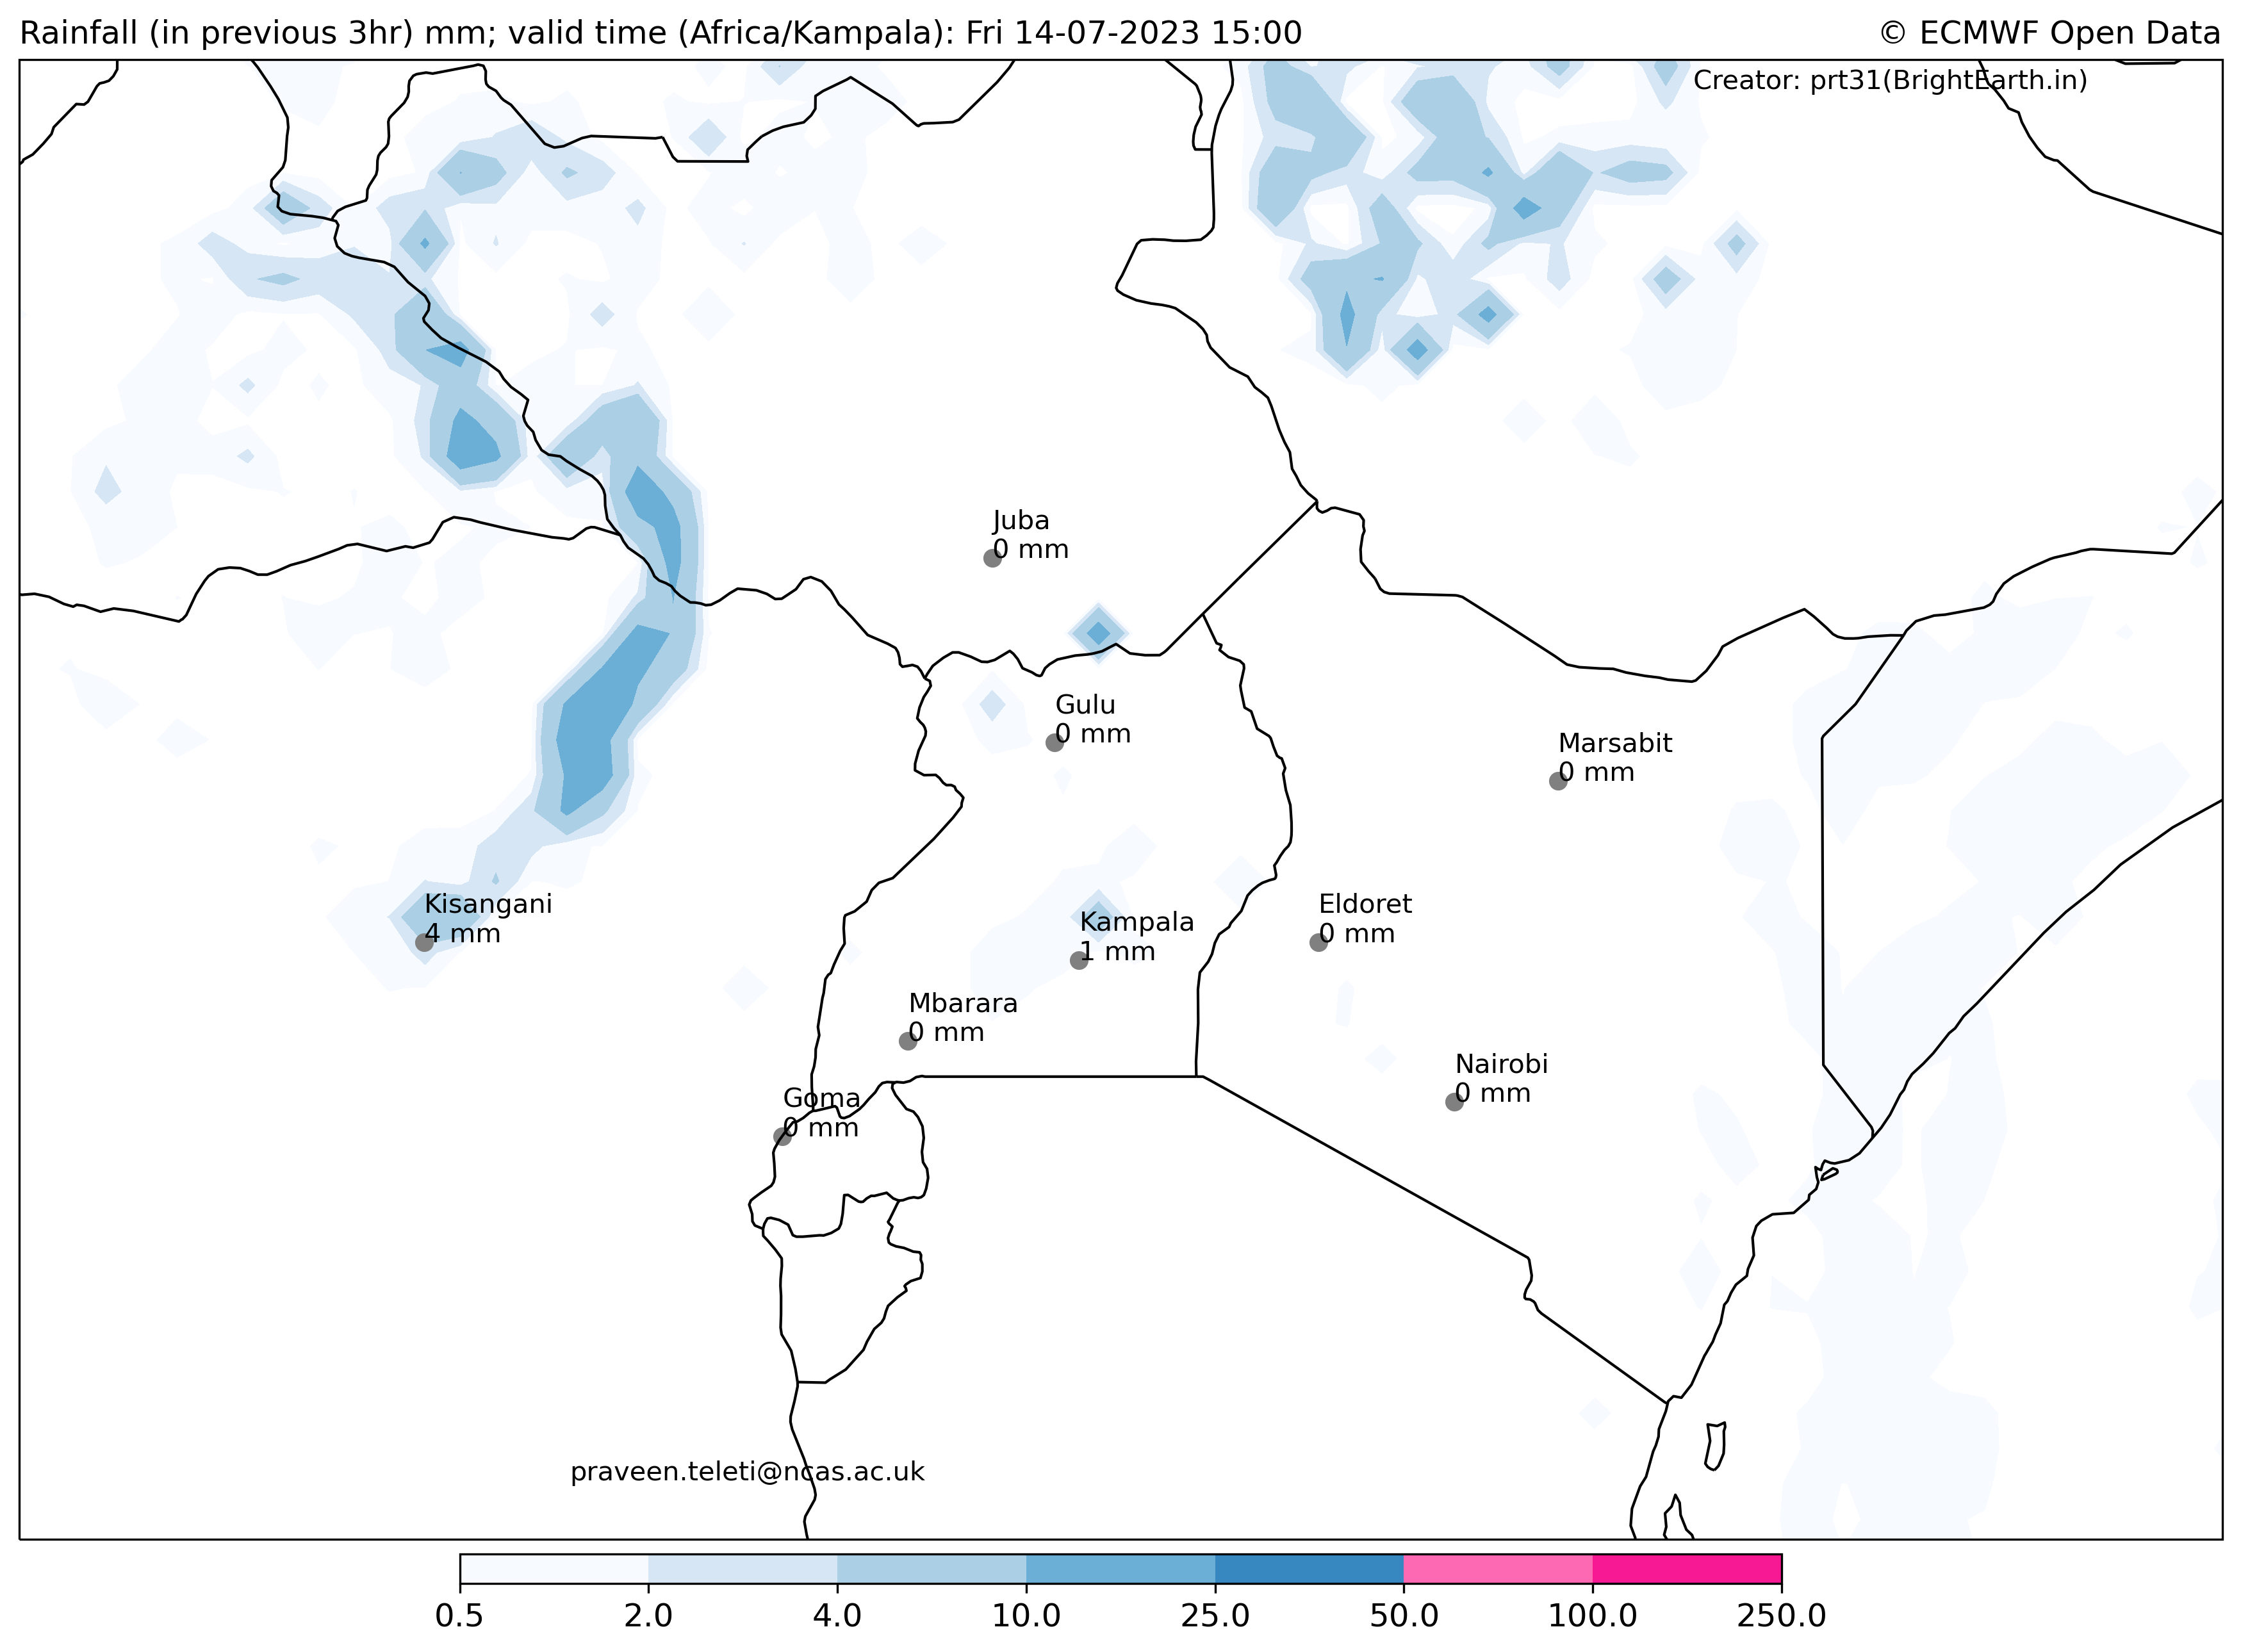 Rainfall (in previous 3hr) mm; valid time (Africa/Kampala): Fri 14-07-2023 15:00
© ECMWF Open Data
Creator: prt31(BrightEarth.in)
Juba
0 mm
Gulu
0 mm
Marsabit
0 mm
Kisangani
4 mm
Kampala
1 mm
Eldoret
0 mm
Mbarara
0 mm
Nairobi
0 mm
Goma
0 mm
praveen.teleti@ncas.ac.uk
0.5 2.0 4.0 10.0 25.0 50.0 100.0 250.0